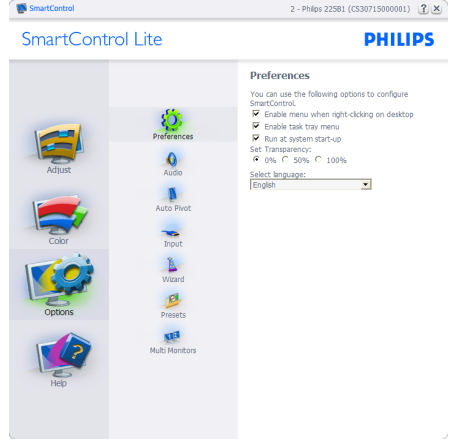 SmartControl
2 - Philips 225B1 (CS30715000001)
SmartControl Lite
PHILIPS
Adjust
Color
Options
Help
Preferences
Audio
Auto Pivot
Input
Wizard
Presets
Multi Monitors
Preferences
You can use the following options to configure
SmartControl.
Enable menu when right-clicking on desktop
Enable task tray menu
Run at system start-up
Set Transparency:
0% 50% 100%
Select language:
English